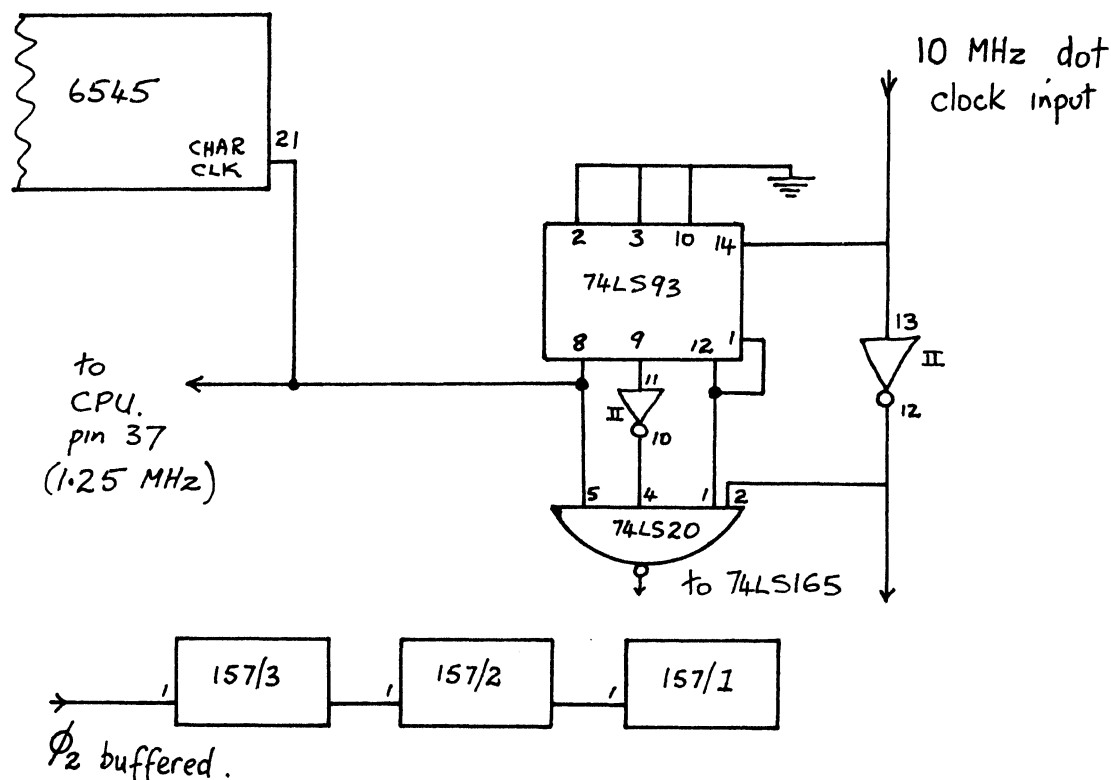 6545
CHAR
CLK
21
10 MHz dot
clock input
2 3 10 14
74LS93
8 9 12 1
13
II
12
11
II
10
to
CPU.
pin 37
(1.25 MHz)
5 4 1 2
74LS20
to 74LS165
1 157/3
1 157/2
1 157/1
ϕ2 buffered.